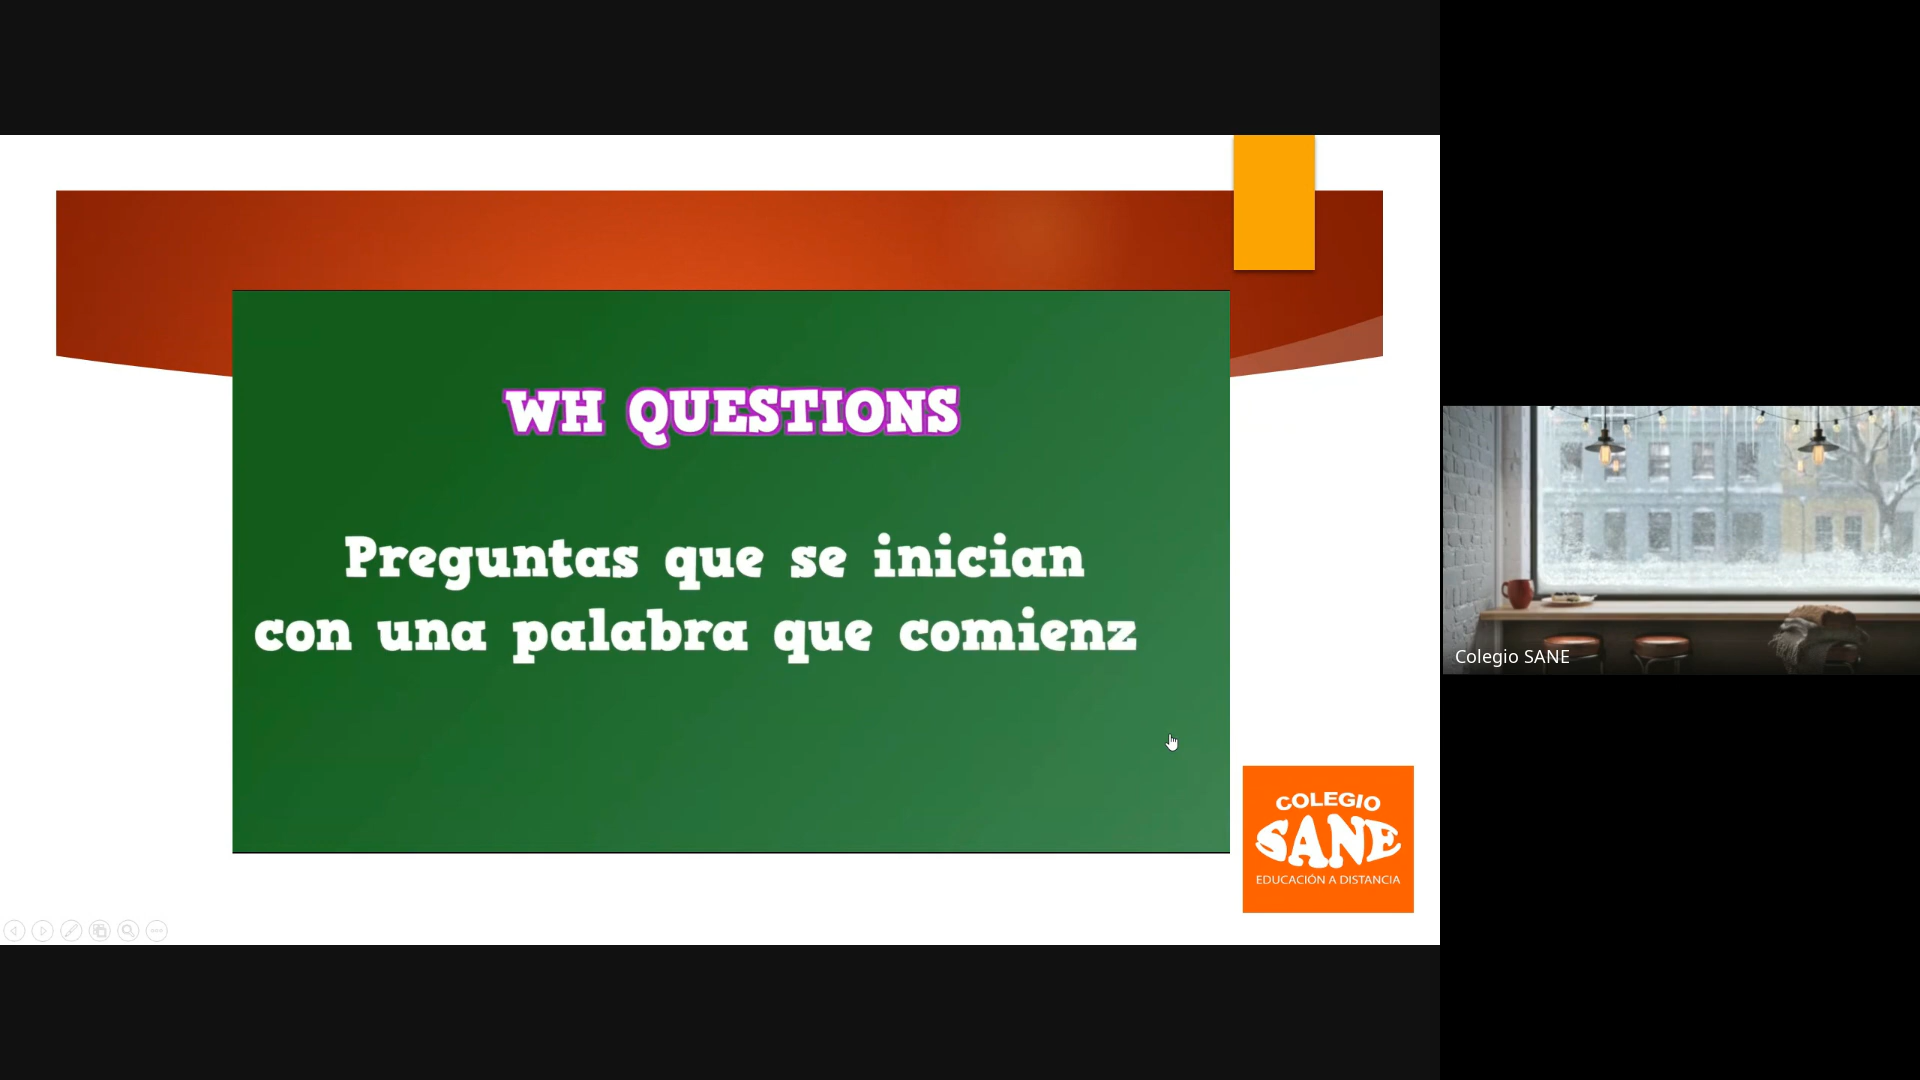 WH QUESTIONS
Preguntas que se inician
con una palabra que comienz
COLEGIO
SANE
EDUCACIÓN A DISTANCIA
Colegio SANE